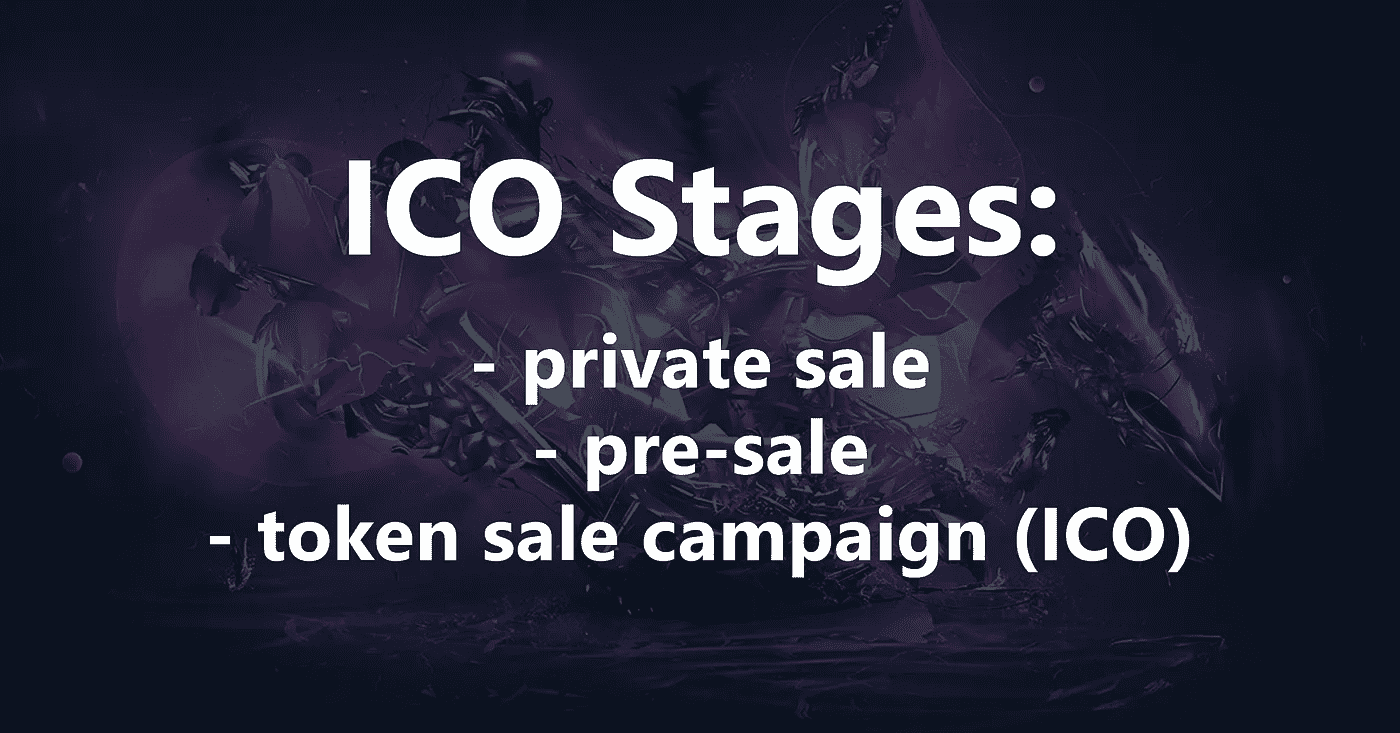 ICO Stages:
- private sale
- pre-sale
- token sale campaign (ICO)